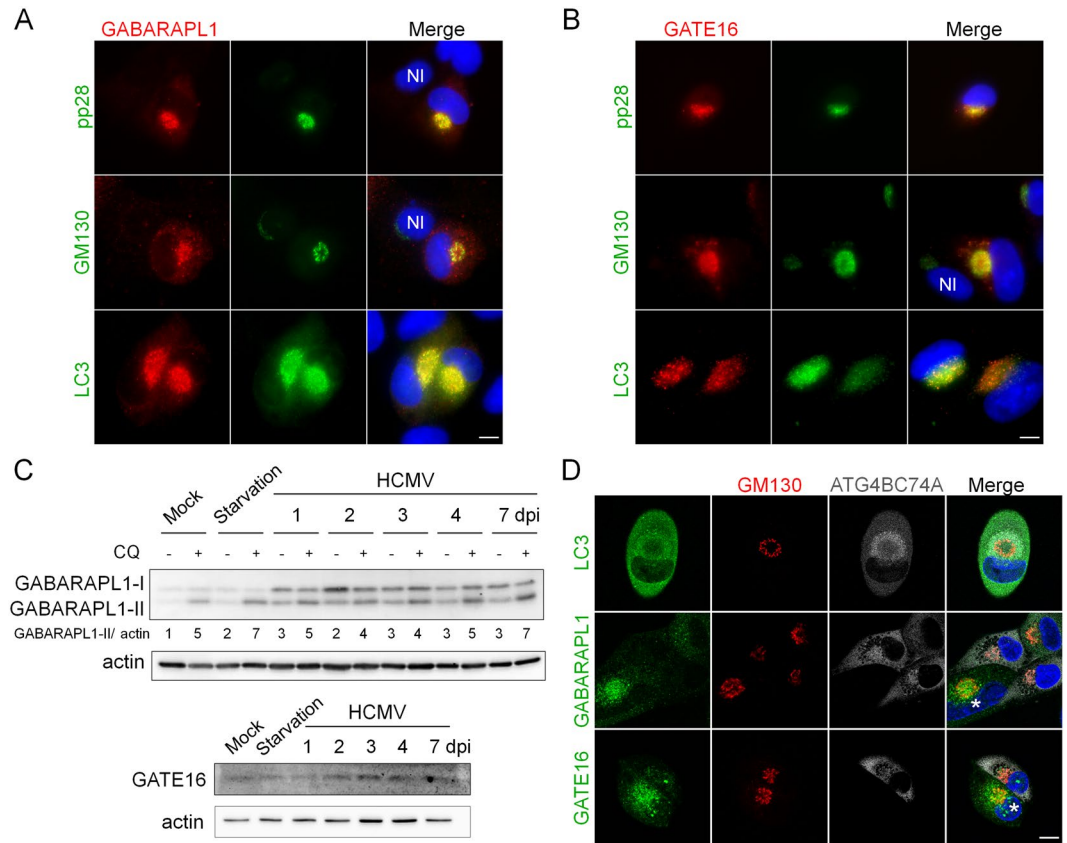 A
GABARAPL1
Merge
pp28
NI
GM130
NI
LC3
B
GATE16
Merge
pp28
GM130
NI
LC3
C
HCMV
Mock
Starvation
1 2 3 4 7 dpi
CQ - + - + - + - + - + - + - +
GABARAPL1-I
GABARAPL1-II
GABARAPL1-II/ actin 1 5 2 7 3 5 2 4 3 4 3 5 3 7
actin
HCMV
Mock
Starvation
1 2 3 4 7 dpi
GATE16
actin
D
GM130
ATG4BC74A
Merge
LC3
GABARAPL1
*
GATE16
*